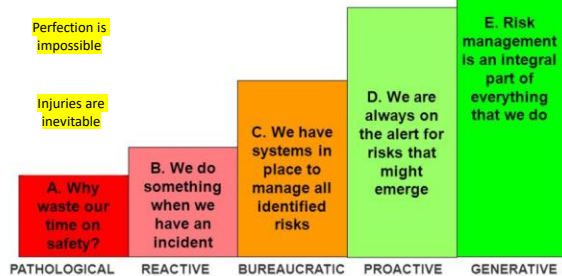 Perfection is
impossible
Injuries are
inevitable
A. Why
waste our
time on
safety?
B. We do
something
when we
have an
incident
C. We have
systems in
place to
manage all
identified
risks
D. We are
always on
the alert for
risks that
might
emerge
E. Risk
management
is an integral
part of
everything
that we do
PATHOLOGICAL
REACTIVE
BUREAUCRATIC
PROACTIVE
GENERATIVE